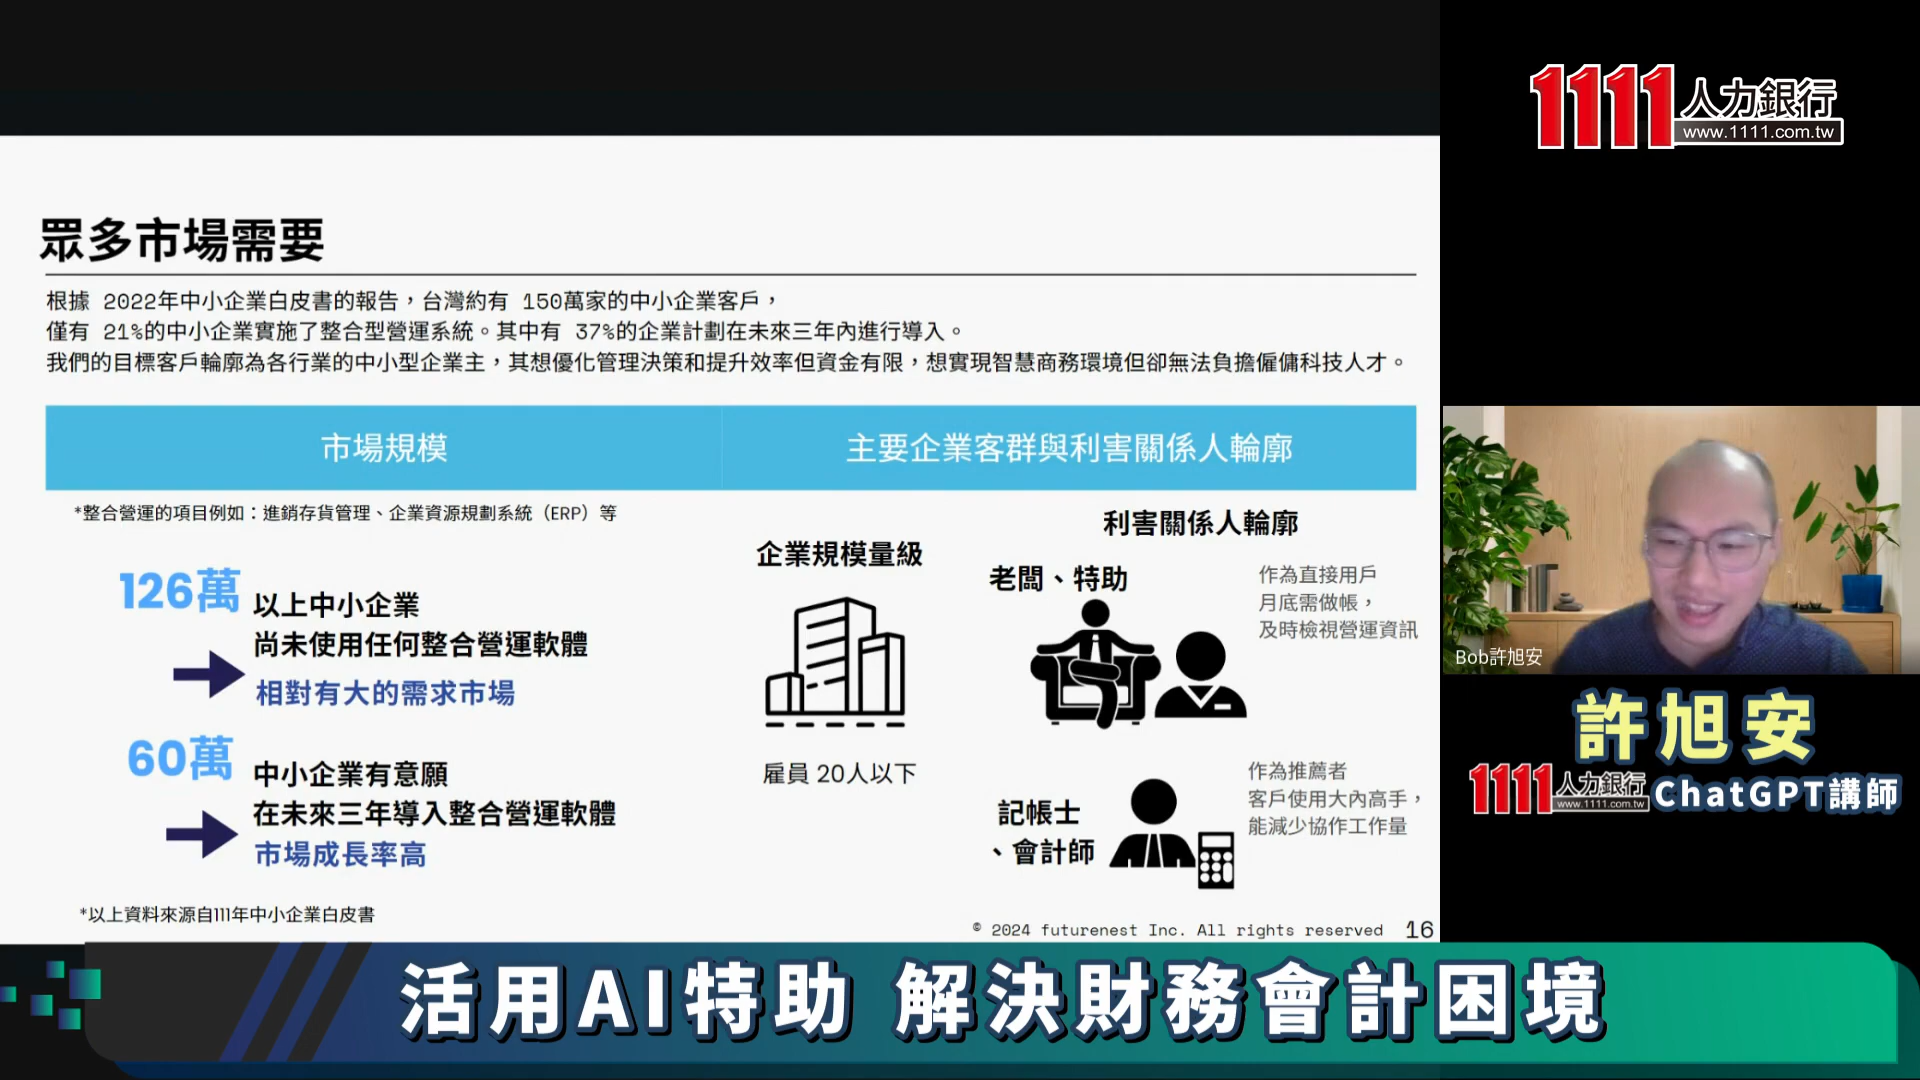 眾多市場需要
根據 2022年中小企業白皮書的報告，台灣約有 150萬家的中小企業客戶，
僅有 21%的中小企業實施了整合型營運系統。其中有 37%的企業計劃在未來三年內進行導入。
我們的目標客戶輪廓為各行業的中小型企業主，其想優化管理決策和提升效率但資金有限，想實現智慧商務環境但卻無法負擔僱傭科技人才。
市場規模
*整合營運的項目例如：進銷存貨管理、企業資源規劃系統（ERP）等
126萬
以上中小企業
尚未使用任何整合營運軟體
相對有大的需求市場
60萬
中小企業有意願
在未來三年導入整合營運軟體
市場成長率高
*以上資料來源自111年中小企業白皮書
主要企業客群與利害關係人輪廓
企業規模量級
雇員 20人以下
利害關係人輪廓
老闆、特助
作為直接用戶
月底需做帳，
及時檢視營運資訊
記帳士
、會計師
作為推薦者
客戶使用大內高手，
能減少協作工作量
© 2024 futurenest Inc. All rights reserved 16
1111人力銀行
www.1111.com.tw
Bob許旭安
許旭安
1111人力銀行
www.1111.com.tw
ChatGPT講師
活用AI特助 解決財務會計困境